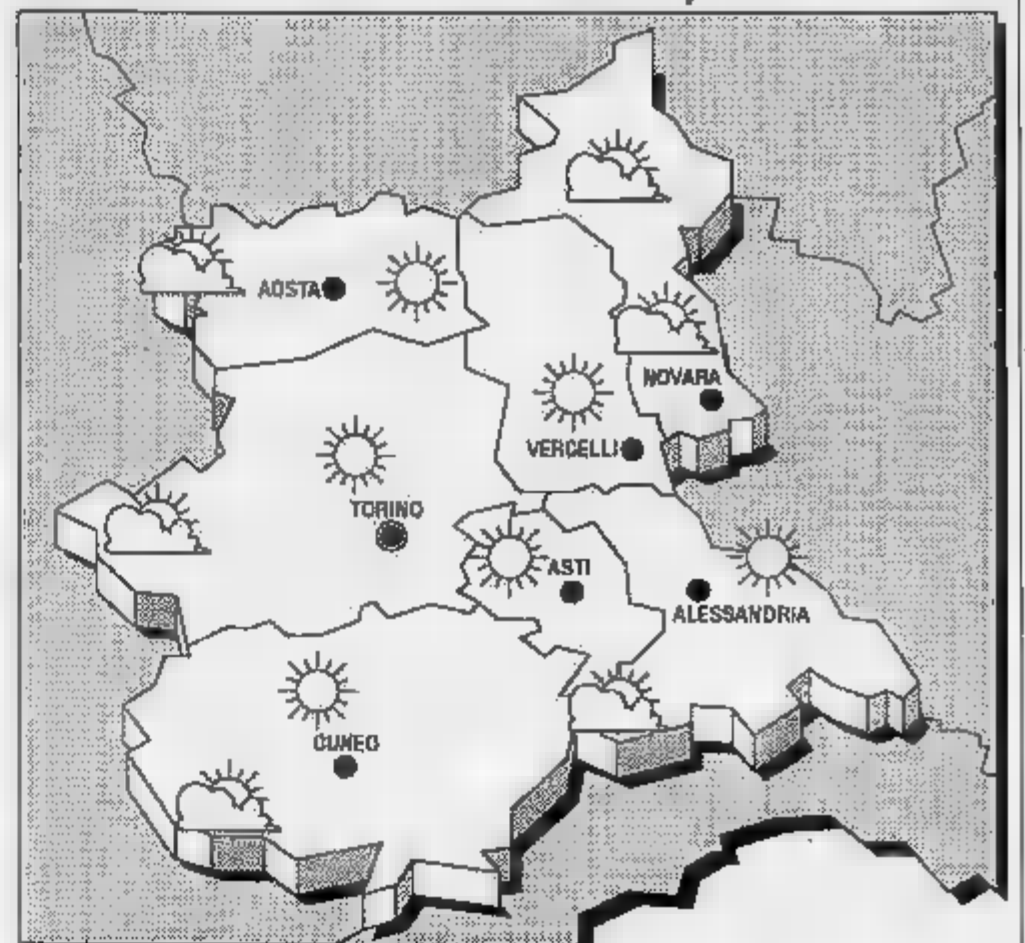 AOSTA
NOVARA
VERCELLI
TORINO
ASTI
ALESSANDRIA
CUNEO